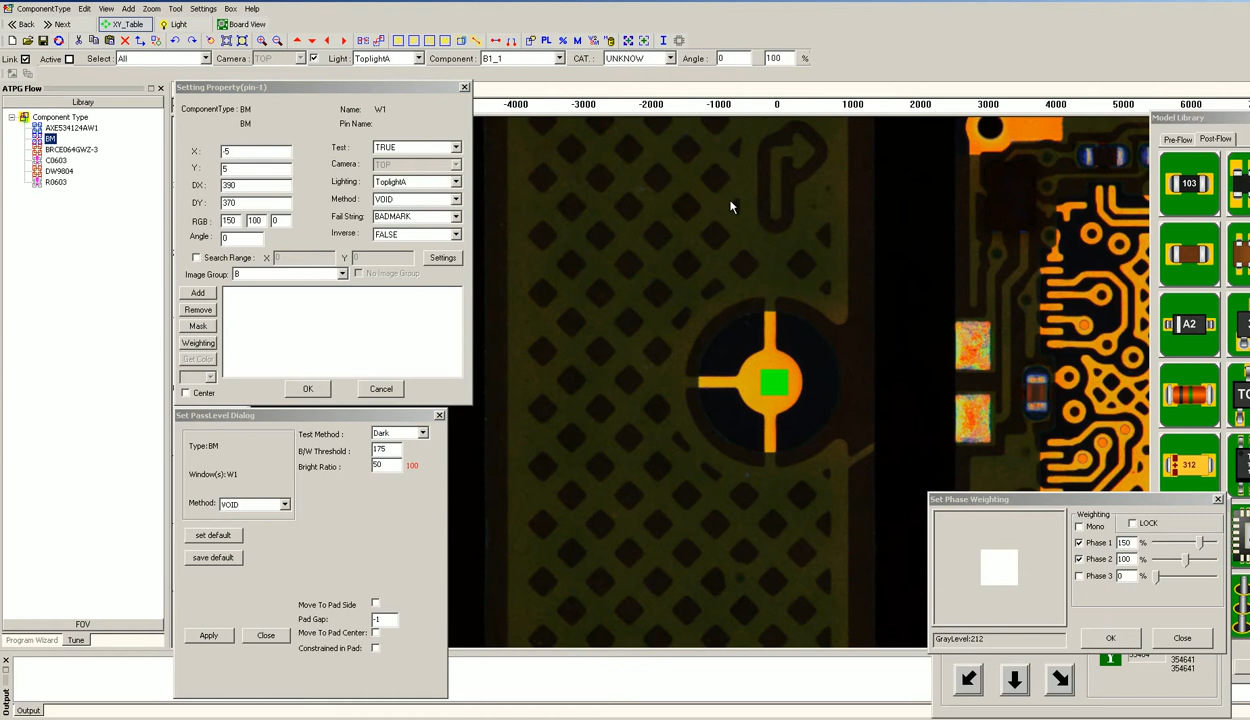 ComponentType Edit View Add Zoom Tool Settings Box Help
Back Next XY_Table Light Board View
PL % M I
Link Active Select : All Camera : TOP Light : ToplightA Component : B1_1 CAT. : UNKNOW Angle : 0 100 %
ATPG Flow
Library
Component Type
AXE534124AW1
BM
BRCE064GWZ-3
C0603
DW9804
R0603
FOV
Program Wizard Tune
Setting Property(pin-1)
ComponentType : BM Name: W1
BM Pin Name:
X : -5
Y : 5
DX : 390
DY : 370
RGB : 150 100 0
Angle : 0
Test : TRUE
Camera : TOP
Lighting : ToplightA
Method : VOID
Fail String: BADMARK
Inverse : FALSE
Search Range : X 0 Y 0 Settings
Image Group: B No Image Group
Add
Remove
Mask
Weighting
Get Color
Center
OK Cancel
Set PassLevel Dialog
Type:BM
Window(s):W1
Method: VOID
Test Method : Dark
B/W Threshold : 175
Bright Ratio : 50 100
set default
save default
Move To Pad Side
Pad Gap: -1
Move To Pad Center:
Constrained in Pad:
Apply Close
-4000 -3000 -2000 -1000 0 1000 2000 3000 4000 5000 6000
Model Library
Pre-Flow Post-Flow
103
A2
312
Set Phase Weighting
Weighting
Mono LOCK
Phase 1 150 %
Phase 2 100 %
Phase 3 0 %
GrayLevel:212
OK Close
Y 354641
354641
Output
Output